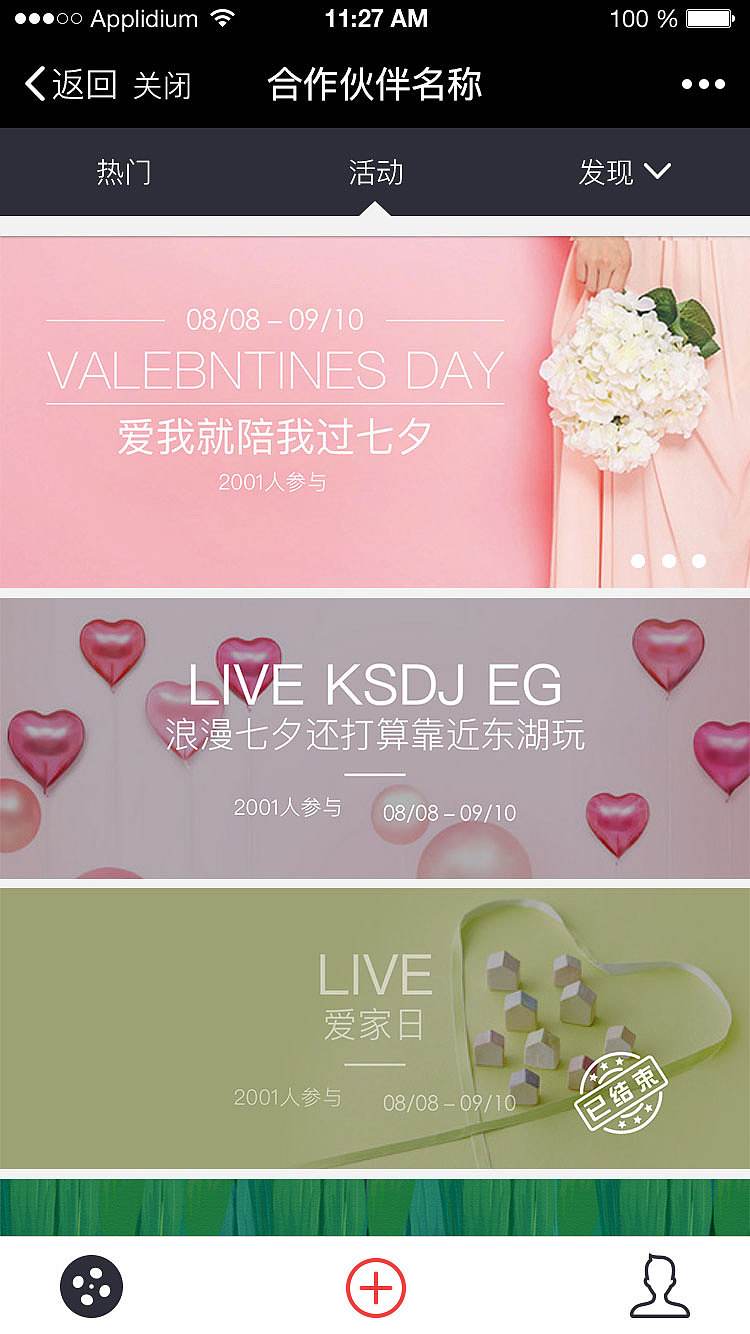 Applidium 11:27 AM 100 %
返回 关闭 合作伙伴名称
热门 活动 发现
08/08 – 09/10
VALEBNTINES DAY
爱我就陪我过七夕
2001人参与
LIVE KSDJ EG
浪漫七夕还打算靠近东湖玩
2001人参与 08/08 – 09/10
LIVE
爱家日
2001人参与 08/08 – 09/10
已结束